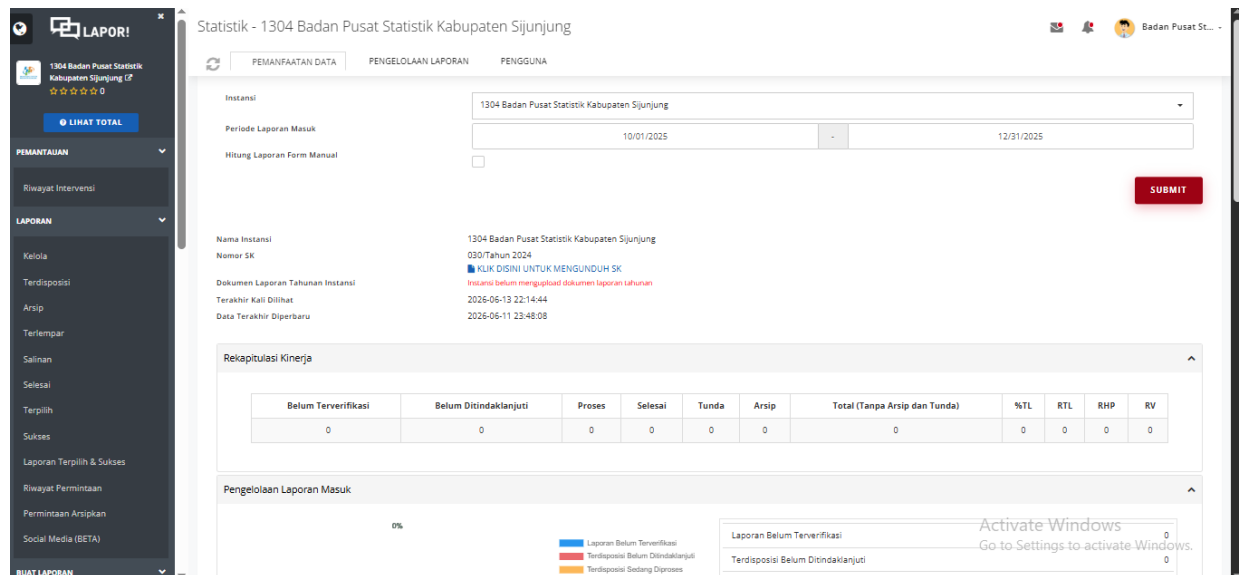 LAPOR!
×
1304 Badan Pusat Statistik
Kabupaten Sijunjung
0
LIHAT TOTAL
PEMANTAUAN
Riwayat Intervensi
LAPORAN
Kelola
Terdisposisi
Arsip
Terlempar
Salinan
Selesai
Terpilih
Sukses
Laporan Terpilih & Sukses
Riwayat Permintaan
Permintaan Arsipkan
Social Media (BETA)
BUAT LAPORAN
Statistik - 1304 Badan Pusat Statistik Kabupaten Sijunjung
Badan Pusat St...
PEMANFAATAN DATA PENGELOLAAN LAPORAN PENGGUNA
Instansi 1304 Badan Pusat Statistik Kabupaten Sijunjung
Periode Laporan Masuk 10/01/2025 - 12/31/2025
Hitung Laporan Form Manual
SUBMIT
Nama Instansi 1304 Badan Pusat Statistik Kabupaten Sijunjung
Nomor SK 030/Tahun 2024
KLIK DISINI UNTUK MENGUNDUH SK
Dokumen Laporan Tahunan Instansi Instansi belum mengupload dokumen laporan tahunan
Terakhir Kali Dilihat 2026-06-13 22:14:44
Data Terakhir Diperbaru 2026-06-11 23:48:08
Rekapitulasi Kinerja
Belum Terverifikasi Belum Ditindaklanjuti Proses Selesai Tunda Arsip Total (Tanpa Arsip dan Tunda) %TL RTL RHP RV
0 0 0 0 0 0 0 0 0 0 0
Pengelolaan Laporan Masuk
0%
Laporan Belum Terverifikasi
Terdisposisi Belum Ditindaklanjuti
Terdisposisi Sedang Diproses
Laporan Belum Terverifikasi 0
Terdisposisi Belum Ditindaklanjuti 0
Activate Windows
Go to Settings to activate Windows.